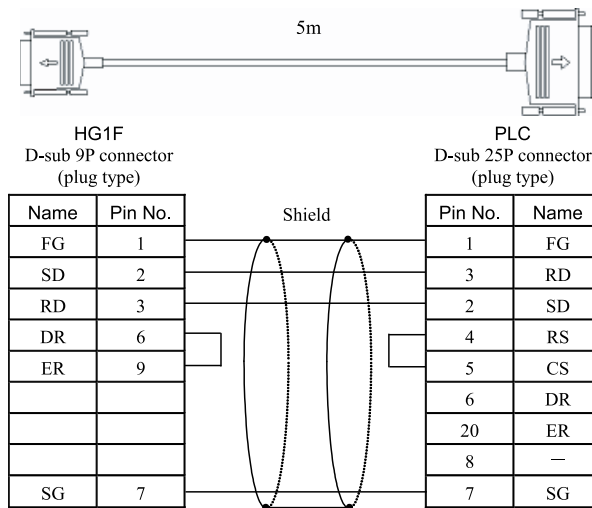 5m
HG1F
D-sub 9P connector
(plug type)
PLC
D-sub 25P connector
(plug type)
Name Pin No. Shield Pin No. Name
FG 1 1 FG
SD 2 3 RD
RD 3 2 SD
DR 6 4 RS
ER 9 5 CS
6 DR
20 ER
8 —
SG 7 7 SG